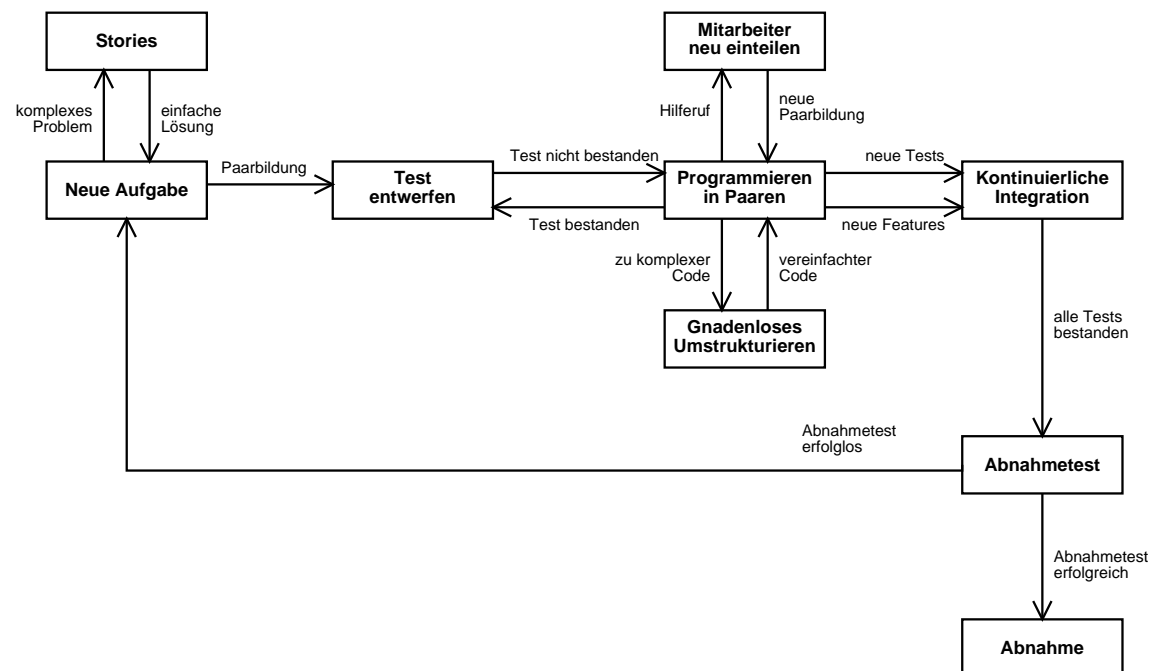 Stories
Mitarbeiter
neu einteilen
komplexes
Problem
einfache
Lösung
Hilferuf
neue
Paarbildung
Neue Aufgabe
Paarbildung
Test
entwerfen
Test nicht bestanden
Test bestanden
Programmieren
in Paaren
neue Tests
neue Features
Kontinuierliche
Integration
zu komplexer
Code
vereinfachter
Code
Gnadenloses
Umstrukturieren
alle Tests
bestanden
Abnahmetest
erfolglos
Abnahmetest
Abnahmetest
erfolgreich
Abnahme